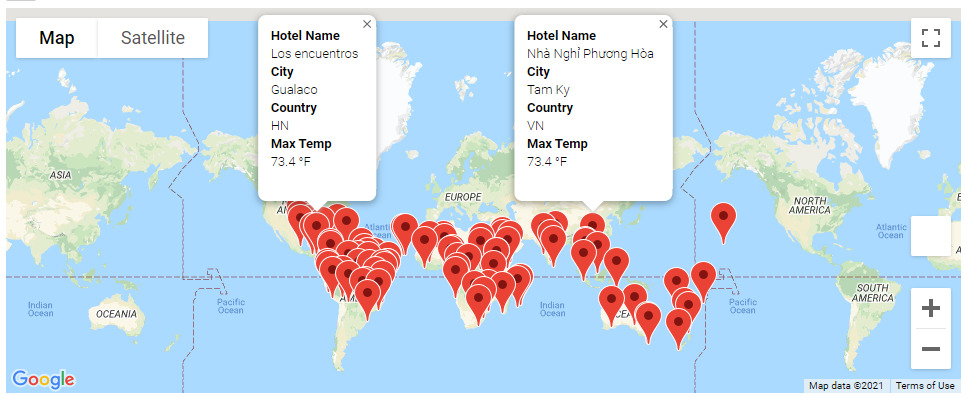 Map
Satellite
Hotel Name
Los encuentros
City
Gualaco
Country
HN
Max Temp
73.4 °F
Hotel Name
Nhà Nghỉ Phương Hòa
City
Tam Ky
Country
VN
Max Temp
73.4 °F
ASIA
EUROPE
NORTH
AMERICA
Atlantic
Ocean
Indian
Ocean
OCEANIA
Pacific
Ocean
Indian
Ocean
Pacific
Ocean
SOUTH
AMERICA
Google
Map data ©2021
Terms of Use